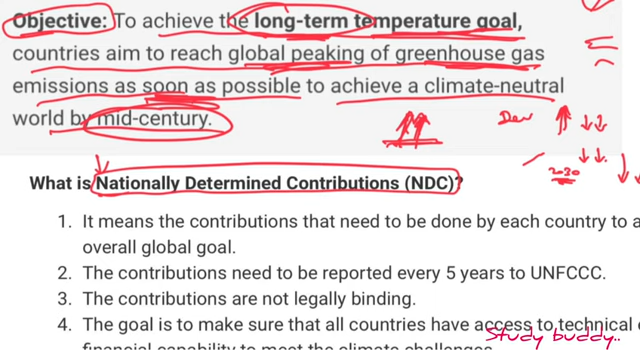 Objective: To achieve the long-term temperature goal,
countries aim to reach global peaking of greenhouse gas
emissions as soon as possible to achieve a climate-neutral
world by mid-century.
Dev
2030
What is Nationally Determined Contributions (NDC)?
1. It means the contributions that need to be done by each country to a
overall global goal.
2. The contributions need to be reported every 5 years to UNFCCC.
3. The contributions are not legally binding.
4. The goal is to make sure that all countries have access to technical
financial capability to meet the climate challenges
Study buddy..